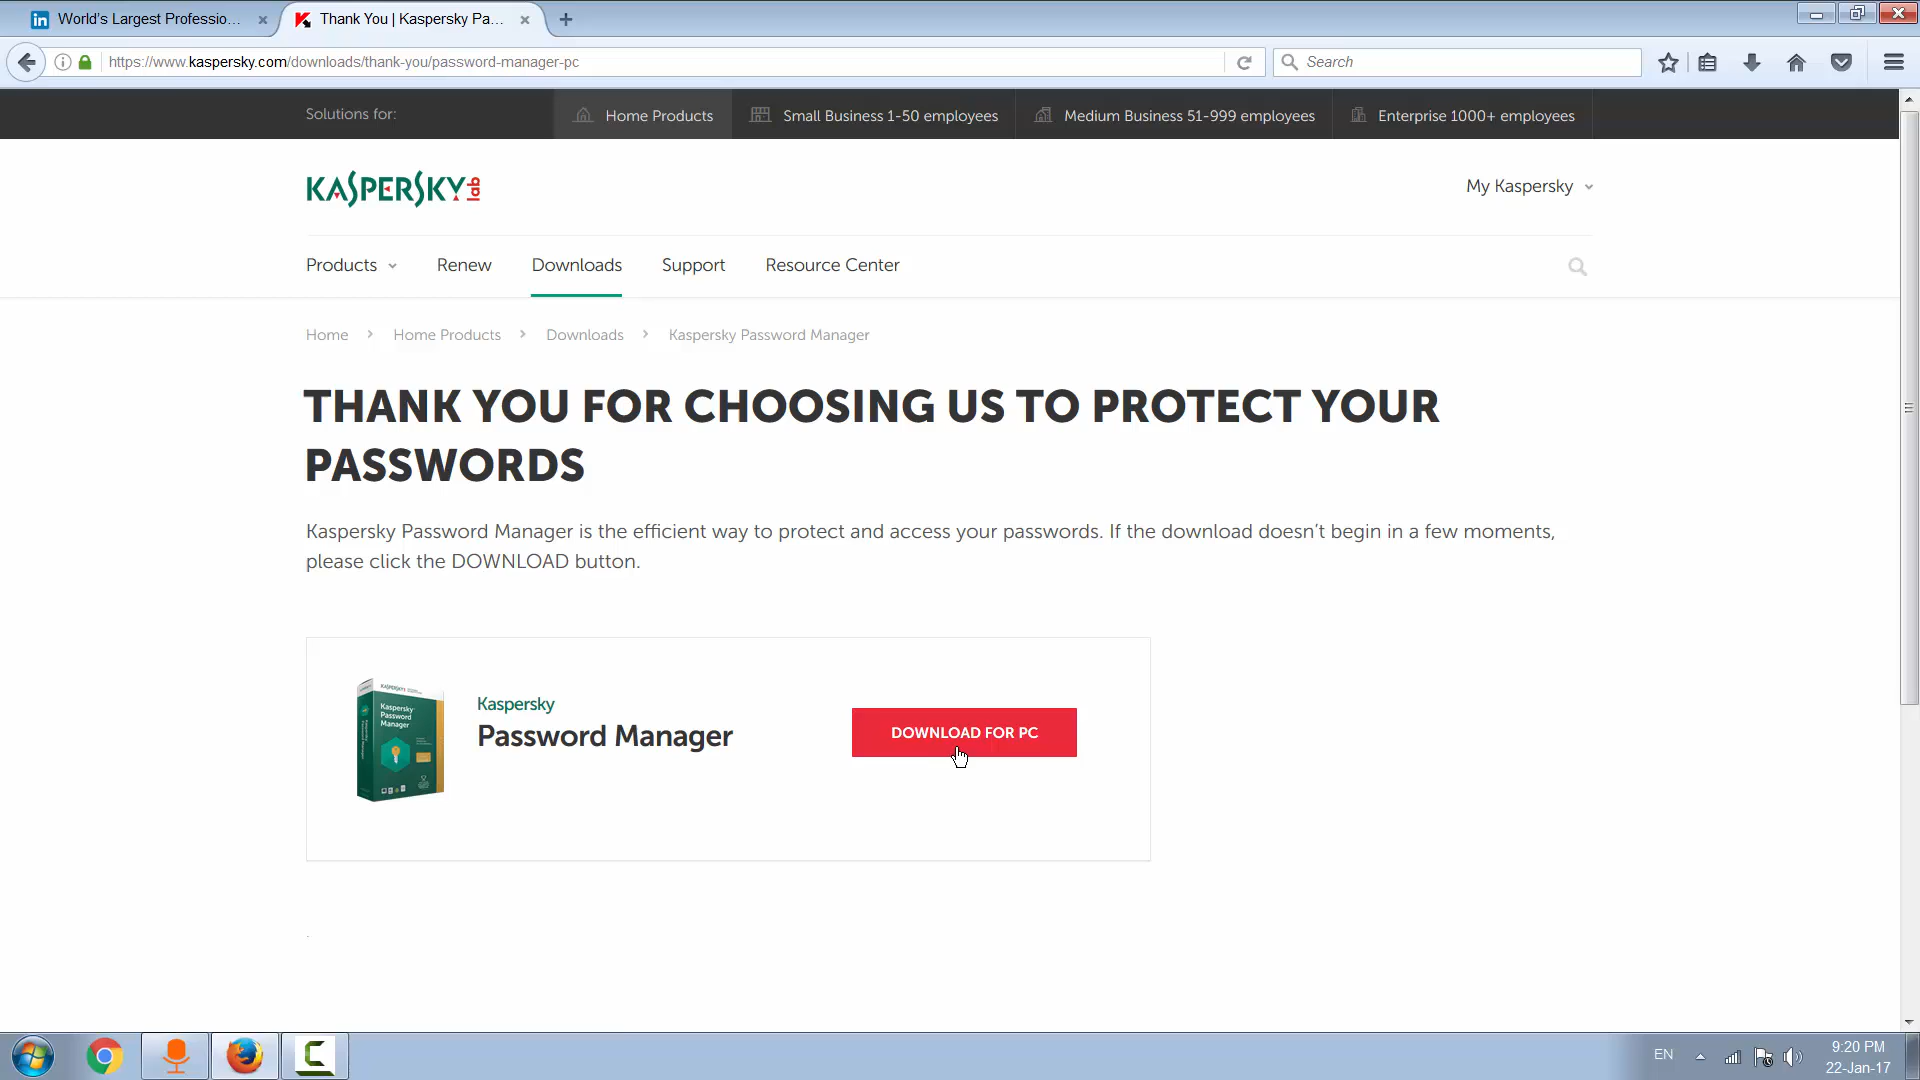 World's Largest Professio...
Thank You | Kaspersky Pa...
https://www.kaspersky.com/downloads/thank-you/password-manager-pc
Search
Solutions for:
Home Products
Small Business 1-50 employees
Medium Business 51-999 employees
Enterprise 1000+ employees
KASPERSKY lab
My Kaspersky
Products
Renew
Downloads
Support
Resource Center
Home > Home Products > Downloads > Kaspersky Password Manager
THANK YOU FOR CHOOSING US TO PROTECT YOUR
PASSWORDS
Kaspersky Password Manager is the efficient way to protect and access your passwords. If the download doesn't begin in a few moments,
please click the DOWNLOAD button.
KASPERSKY
Kaspersky
Password
Manager
Kaspersky
Password Manager
DOWNLOAD FOR PC
EN
9:20 PM
22-Jan-17